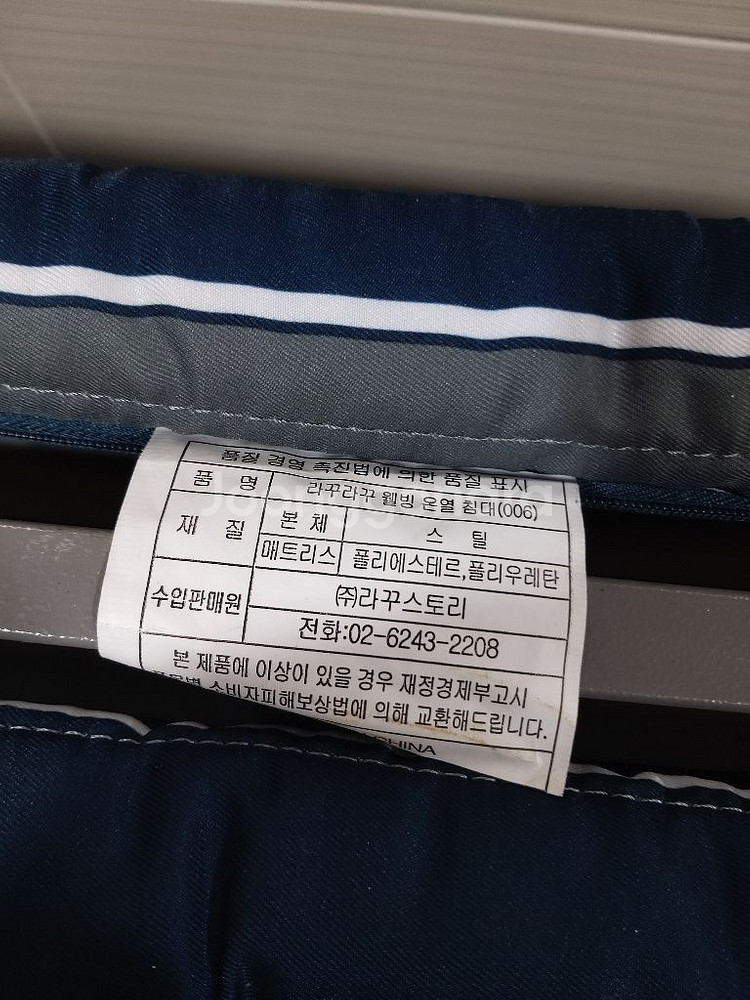 품질 경영 촉진법에 의한 품질 표시
품 명 라꾸라꾸 웰빙 온열 침대(006)
재 질 본 체 스 틸
매트리스 폴리에스테르,폴리우레탄
수입판매원 ㈜라꾸스토리
전화:02-6243-2208
본 제품에 이상이 있을 경우 재정경제부고시
소비자피해보상법에 의해 교환해드립니다.
CHINA